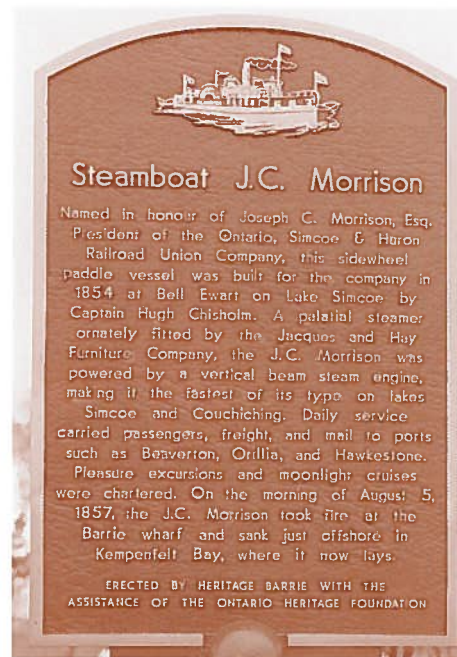 Steamboat J.C. Morrison
Named in honour of Joseph C. Morrison, Esq.
President of the Ontario, Simcoe & Huron
Railroad Union Company, this sidewheel
paddle vessel was built for the company in
1854 at Bell Ewart on Lake Simcoe by
Captain Hugh Chisholm. A palatial steamer
ornately fitted by the Jacques and Hay
Furniture Company, the J.C. Morrison was
powered by a vertical beam steam engine,
making it the fastest of its type on lakes
Simcoe and Couchiching. Daily service
carried passengers, freight, and mail to ports
such as Beaverton, Orillia, and Hawkestone.
Pleasure excursions and moonlight cruises
were chartered. On the morning of August 5,
1857, the J.C. Morrison took fire at the
Barrie wharf and sank just offshore in
Kempenfelt Bay, where it now lays.
ERECTED BY HERITAGE BARRIE WITH THE
ASSISTANCE OF THE ONTARIO HERITAGE FOUNDATION